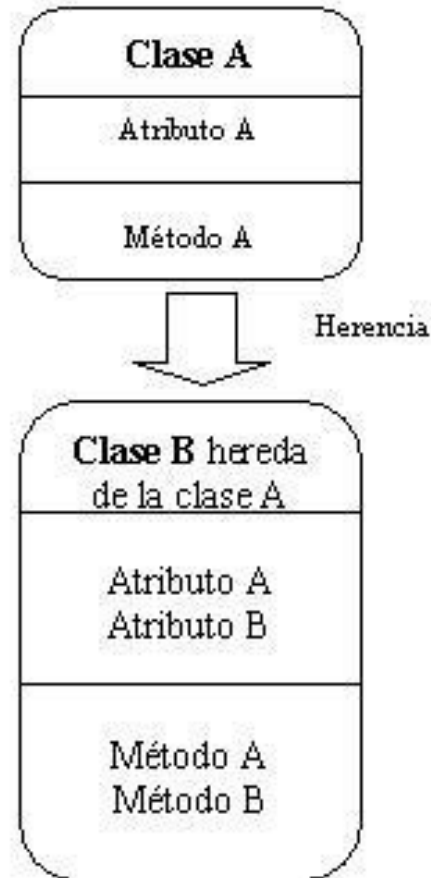 Clase A
Atributo A
Método A
Herencia
Clase B hereda
de la clase A
Atributo A
Atributo B
Método A
Método B